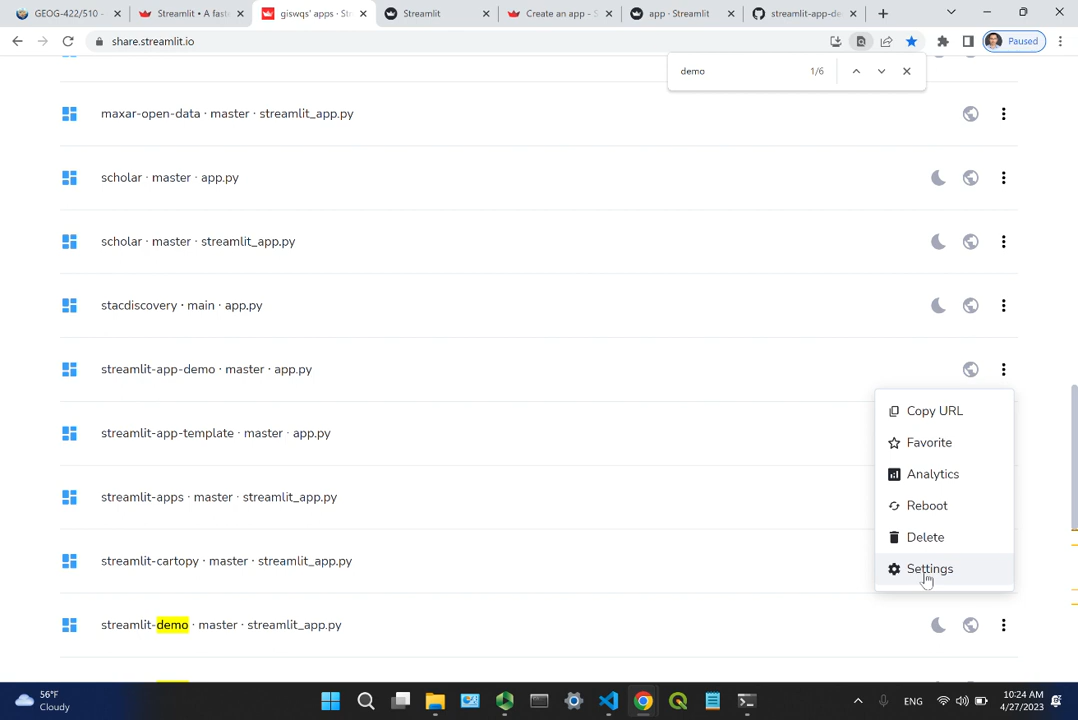 GEOG-422/510 -
Streamlit • A fast
giswqs' apps · Str
Streamlit
Create an app - S
app · Streamlit
streamlit-app-de
share.streamlit.io
Paused
demo 1/6
maxar-open-data · master · streamlit_app.py
scholar · master · app.py
scholar · master · streamlit_app.py
stacdiscovery · main · app.py
streamlit-app-demo · master · app.py
Copy URL
streamlit-app-template · master · app.py
Favorite
Analytics
streamlit-apps · master · streamlit_app.py
Reboot
Delete
streamlit-cartopy · master · streamlit_app.py
Settings
streamlit-demo · master · streamlit_app.py
56°F
Cloudy
ENG
10:24 AM
4/27/2023